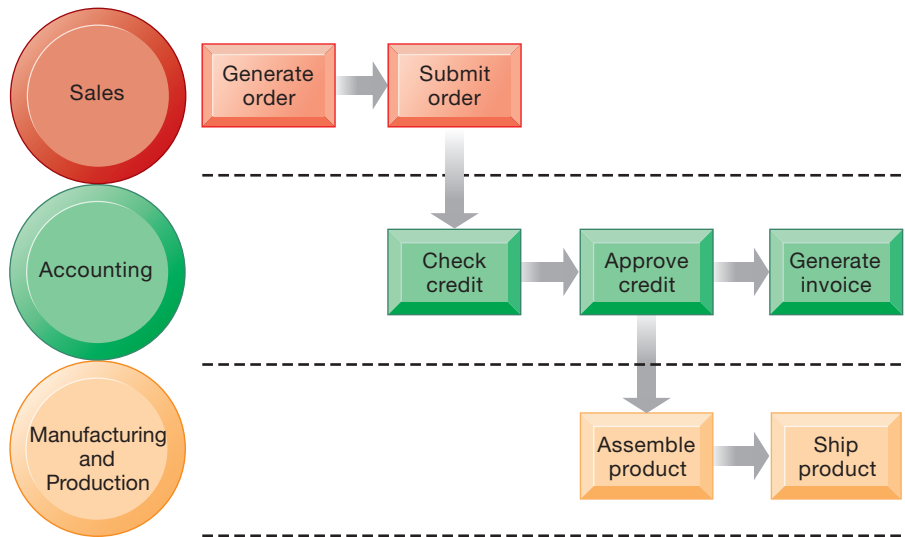 Sales
Generate
order
Submit
order
Accounting
Check
credit
Approve
credit
Generate
invoice
Manufacturing
and
Production
Assemble
product
Ship
product